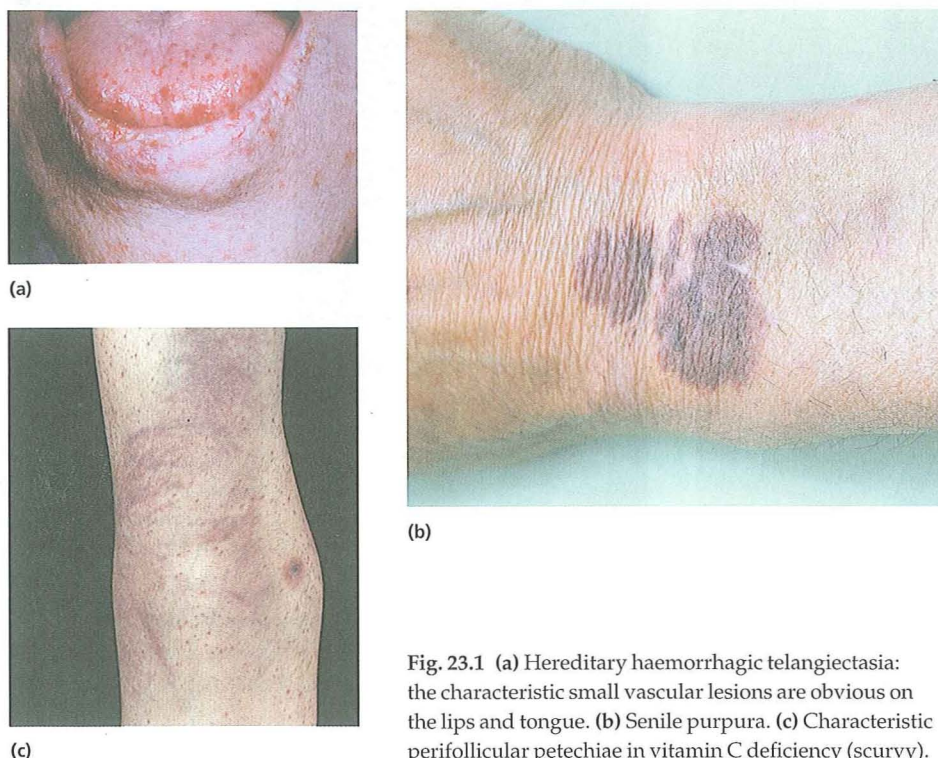 (a)
(b)
(c)
Fig. 23.1 (a) Hereditary haemorrhagic telangiectasia:
the characteristic small vascular lesions are obvious on
the lips and tongue. (b) Senile purpura. (c) Characteristic
perifollicular petechiae in vitamin C deficiency (scurvy).